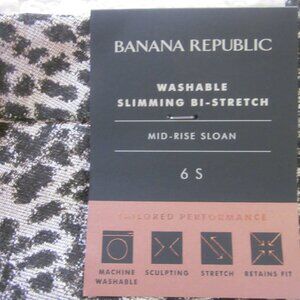 BANANA REPUBLIC
WASHABLE
SLIMMING BI-STRETCH
MID-RISE SLOAN
6 S
TAILORED PERFORMANCE
MACHINE WASHABLE
SCULPTING
STRETCH
RETAINS FIT